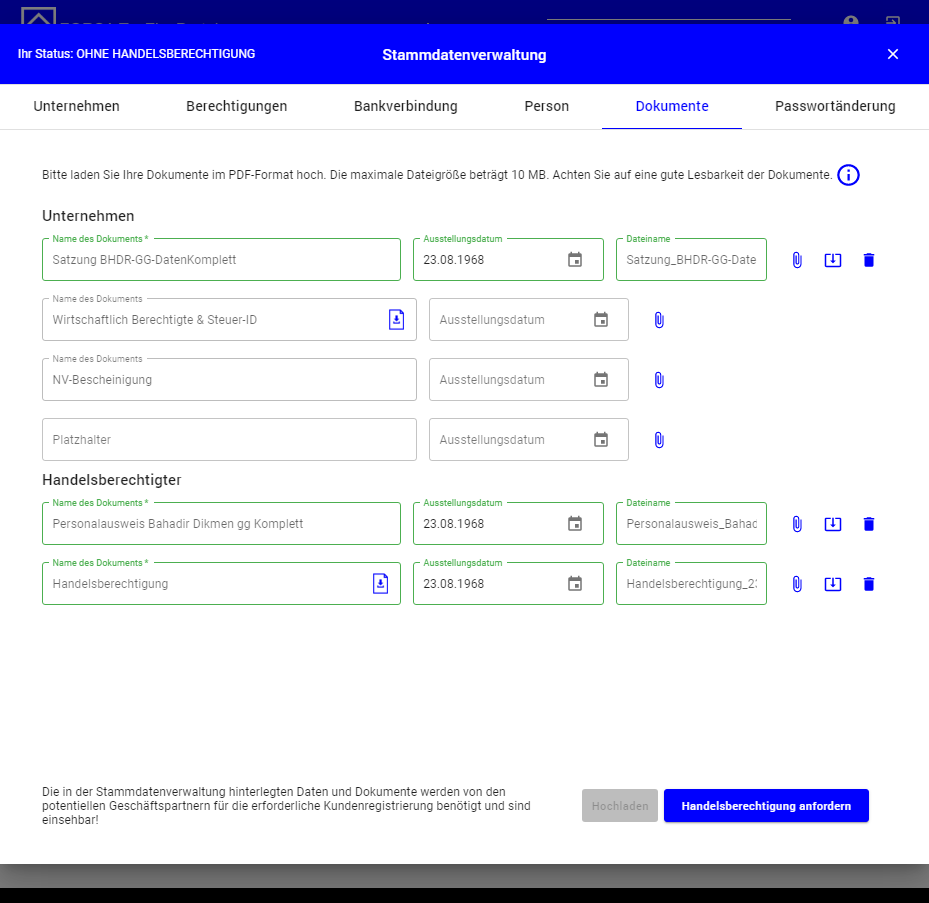 Ihr Status: OHNE HANDELSBERECHTIGUNG
Stammdatenverwaltung
Unternehmen Berechtigungen Bankverbindung Person Dokumente Passwortänderung
Bitte laden Sie Ihre Dokumente im PDF-Format hoch. Die maximale Dateigröße beträgt 10 MB. Achten Sie auf eine gute Lesbarkeit der Dokumente.
Unternehmen
Name des Dokuments * Ausstellungsdatum Dateiname
Satzung BHDR-GG-DatenKomplett 23.08.1968 Satzung_BHDR-GG-Date
Name des Dokuments
Wirtschaftlich Berechtigte & Steuer-ID Ausstellungsdatum
Name des Dokuments
NV-Bescheinigung Ausstellungsdatum
Platzhalter Ausstellungsdatum
Handelsberechtigter
Name des Dokuments * Ausstellungsdatum Dateiname
Personalausweis Bahadir Dikmen gg Komplett 23.08.1968 Personalausweis_Bahac
Name des Dokuments * Ausstellungsdatum Dateiname
Handelsberechtigung 23.08.1968 Handelsberechtigung_23
Die in der Stammdatenverwaltung hinterlegten Daten und Dokumente werden von den
potentiellen Geschäftspartnern für die erforderliche Kundenregistrierung benötigt und sind
einsehbar!
Hochladen Handelsberechtigung anfordern